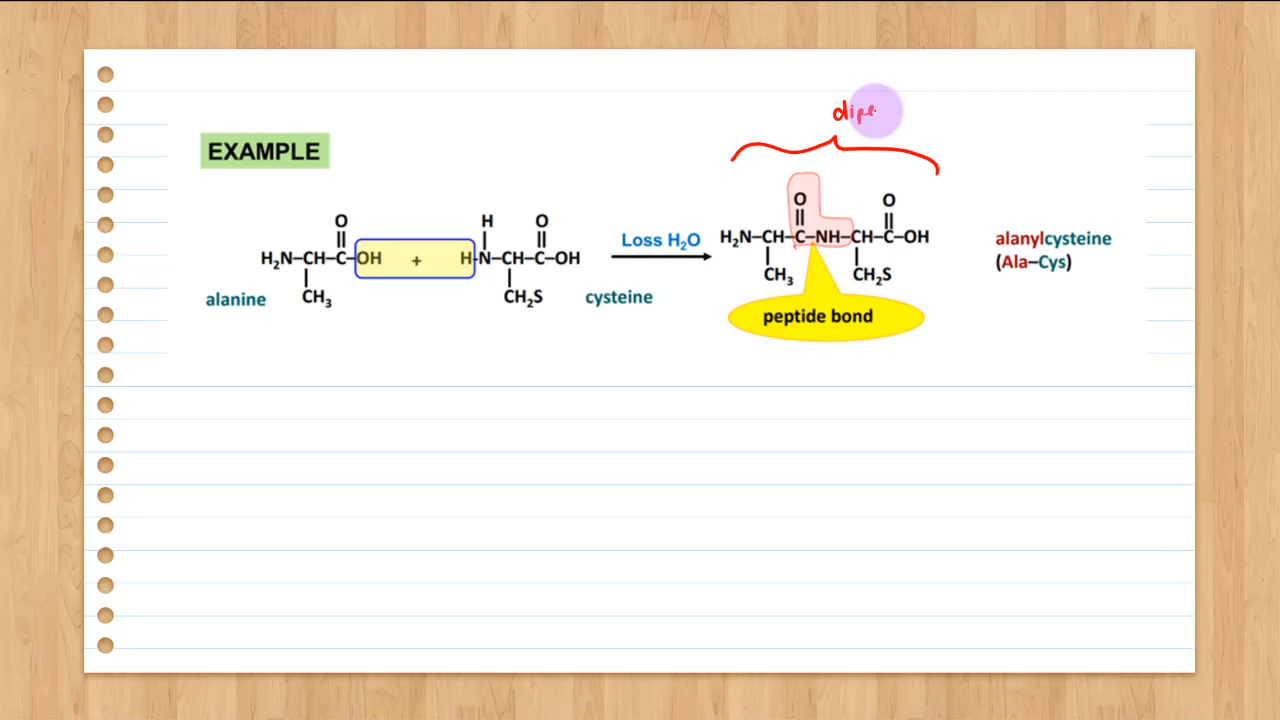 dipe
EXAMPLE
O O H O O
H₂N–CH–C–OH + H–N–CH–C–OH Loss H₂O H₂N–CH–C–NH–CH–C–OH alanylcysteine
(Ala–Cys)
alanine CH₃ CH₂S cysteine CH₃ CH₂S
peptide bond